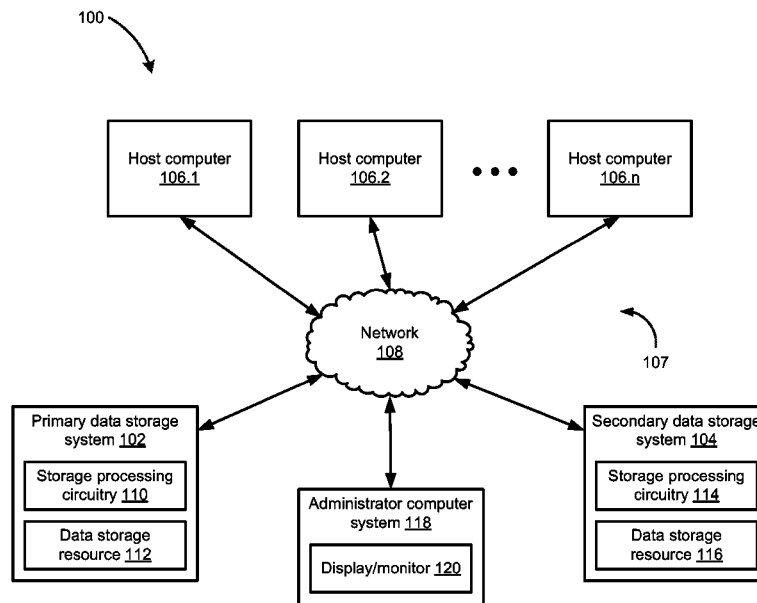 100
Host computer
106.1
Host computer
106.2
Host computer
106.n
Network
108
107
Primary data storage
system 102
Storage processing
circuitry 110
Data storage
resource 112
Administrator computer
system 118
Display/monitor 120
Secondary data storage
system 104
Storage processing
circuitry 114
Data storage
resource 116